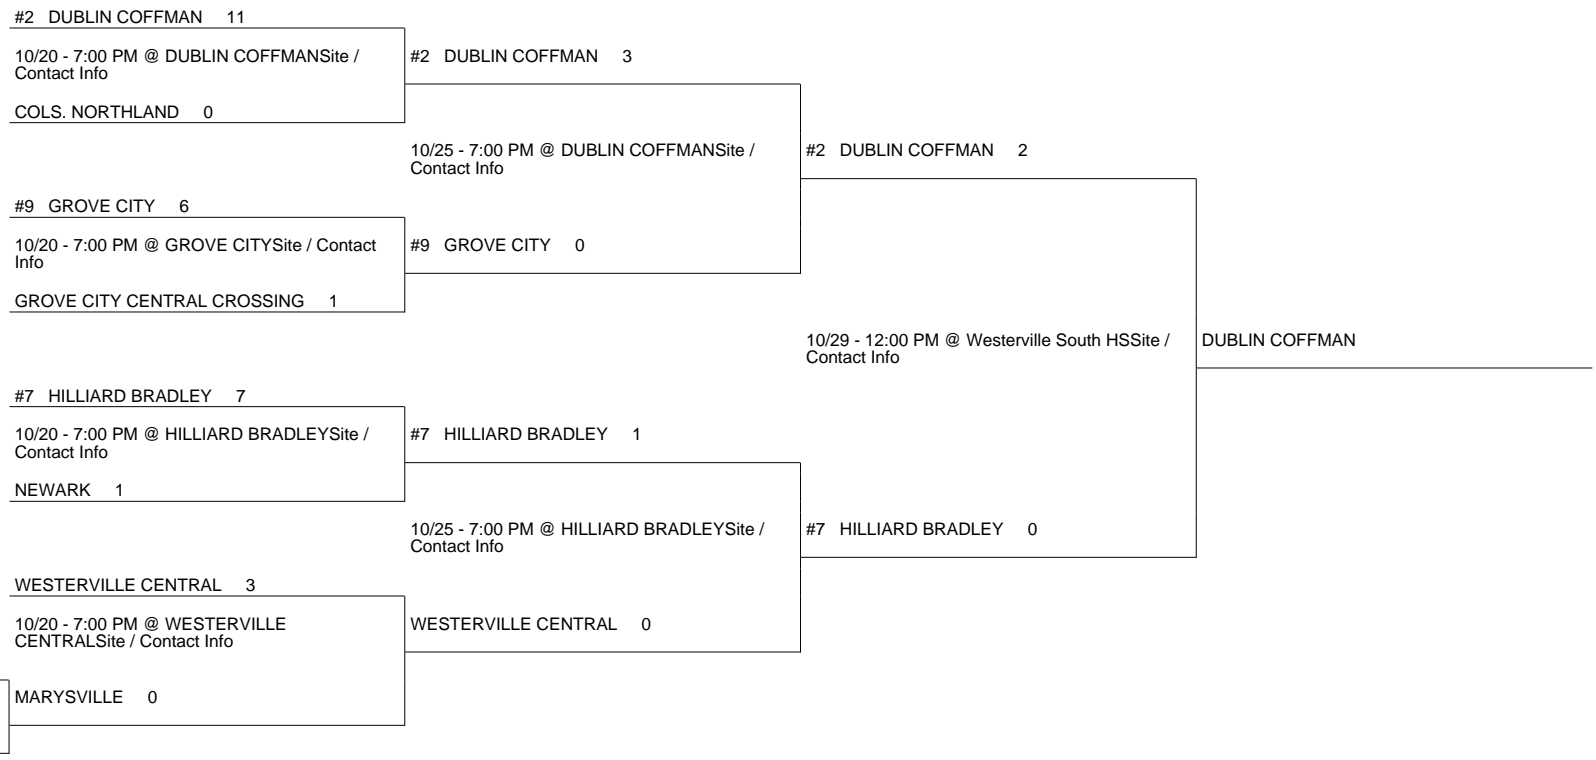 #2 DUBLIN COFFMAN 11
10/20 - 7:00 PM @ DUBLIN COFFMANSite /
Contact Info
COLS. NORTHLAND 0
#9 GROVE CITY 6
10/20 - 7:00 PM @ GROVE CITYSite / Contact
Info
GROVE CITY CENTRAL CROSSING 1
#7 HILLIARD BRADLEY 7
10/20 - 7:00 PM @ HILLIARD BRADLEYSite /
Contact Info
NEWARK 1
WESTERVILLE CENTRAL 3
10/20 - 7:00 PM @ WESTERVILLE
CENTRALSite / Contact Info
MARYSVILLE 0
#2 DUBLIN COFFMAN 3
10/25 - 7:00 PM @ DUBLIN COFFMANSite /
Contact Info
#9 GROVE CITY 0
#7 HILLIARD BRADLEY 1
10/25 - 7:00 PM @ HILLIARD BRADLEYSite /
Contact Info
WESTERVILLE CENTRAL 0
#2 DUBLIN COFFMAN 2
10/29 - 12:00 PM @ Westerville South HSSite /
Contact Info
#7 HILLIARD BRADLEY 0
DUBLIN COFFMAN